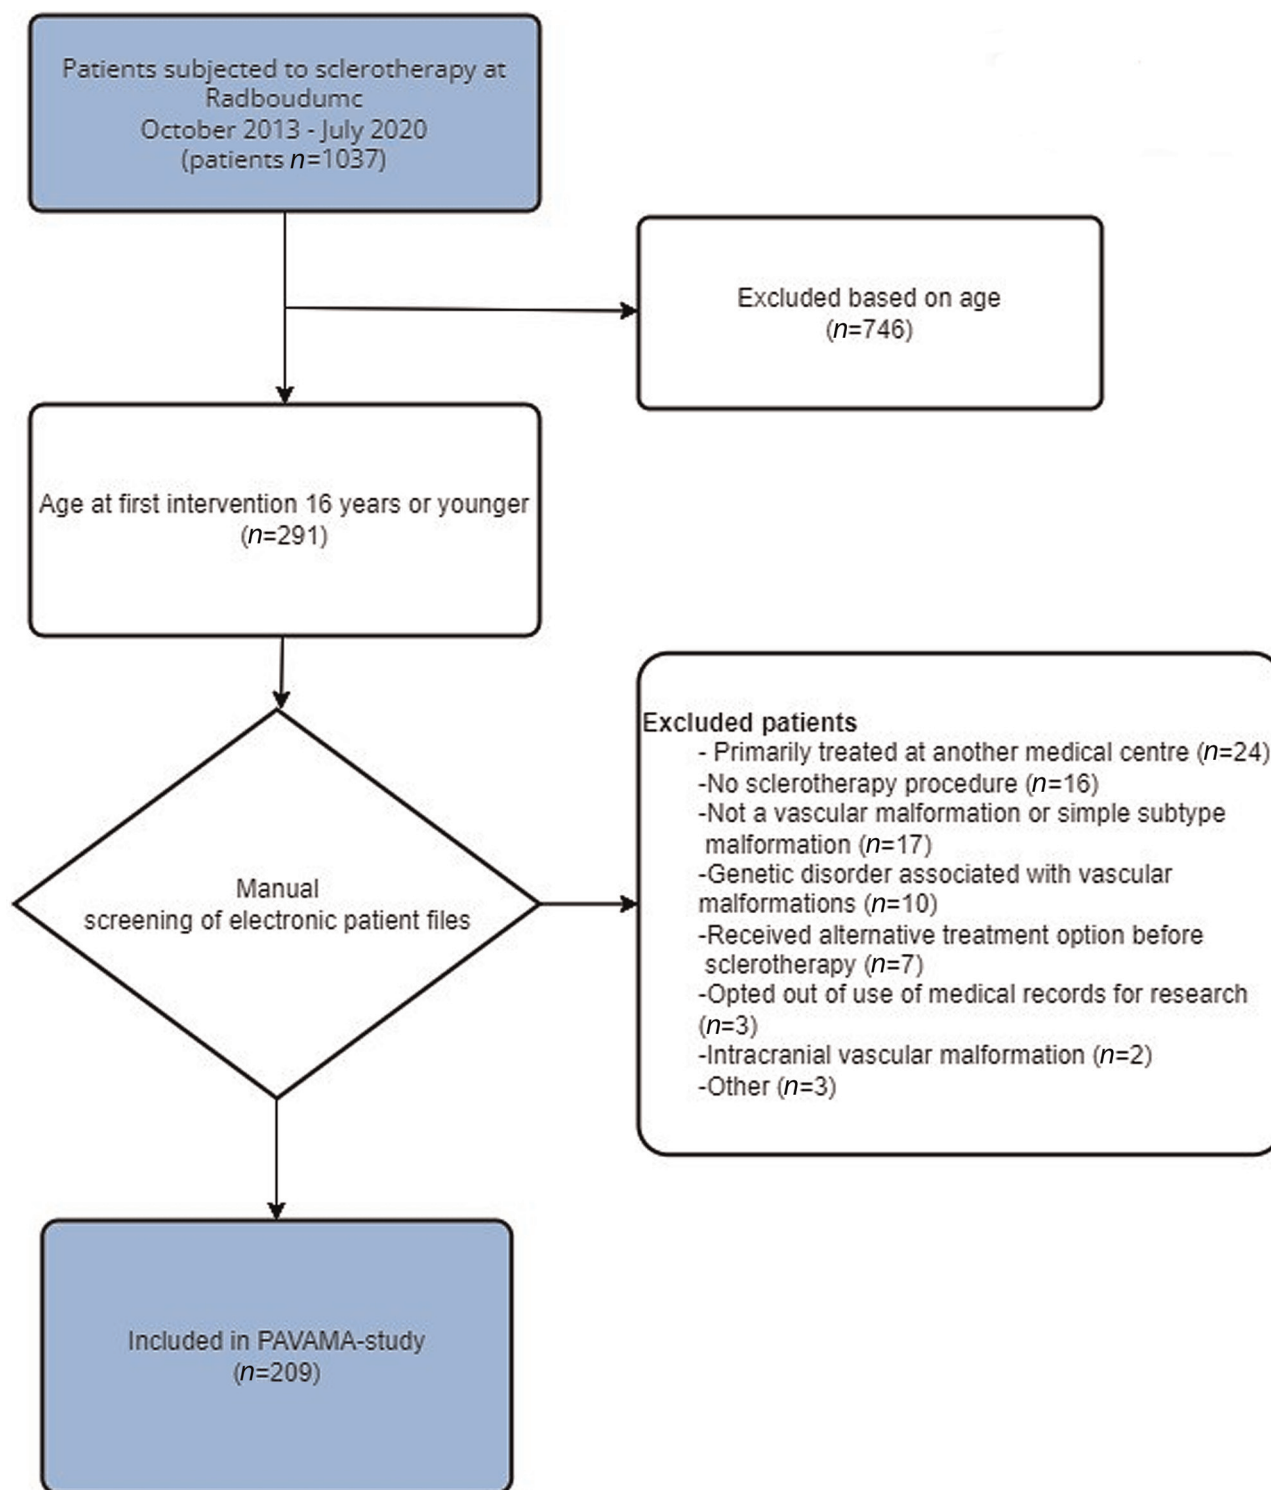 Patients subjected to sclerotherapy at
Radboudumc
October 2013 - July 2020
(patients n=1037)
Excluded based on age
(n=746)
Age at first intervention 16 years or younger
(n=291)
Manual
screening of electronic patient files
Excluded patients
- Primarily treated at another medical centre (n=24)
-No sclerotherapy procedure (n=16)
-Not a vascular malformation or simple subtype
malformation (n=17)
-Genetic disorder associated with vascular
malformations (n=10)
-Received alternative treatment option before
sclerotherapy (n=7)
-Opted out of use of medical records for research
(n=3)
-Intracranial vascular malformation (n=2)
-Other (n=3)
Included in PAVAMA-study
(n=209)